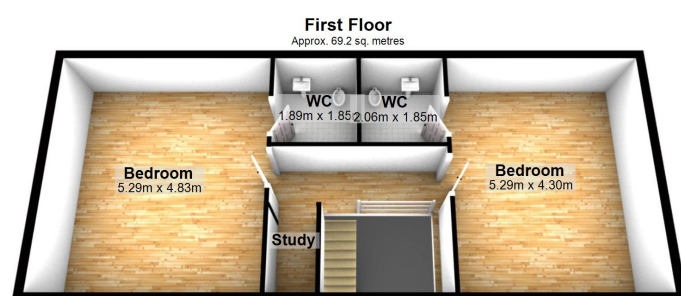 First Floor
Approx. 69.2 sq. metres
WC
1.89m x 1.85
WC
2.06m x 1.85m
Bedroom
5.29m x 4.83m
Bedroom
5.29m x 4.30m
Study